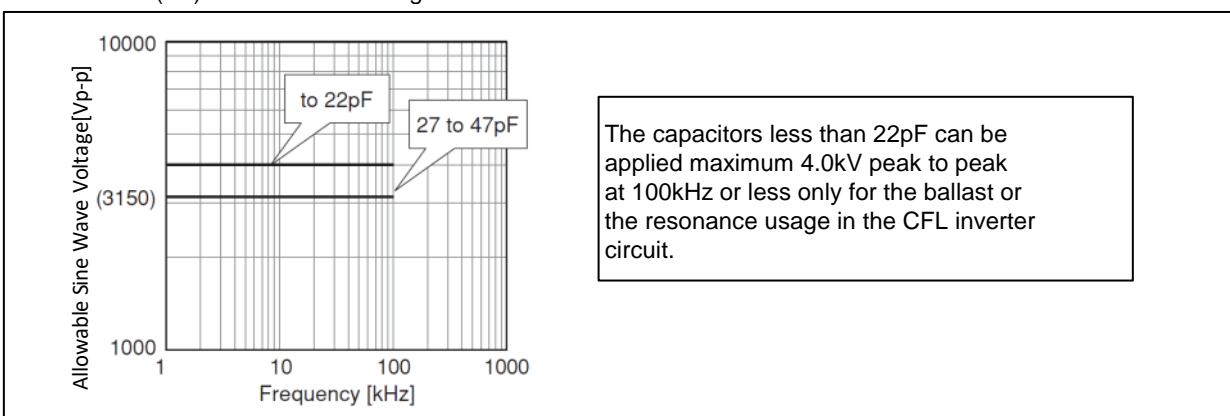 10000
to 22pF
27 to 47pF
(3150)
1000
1
10
100
1000
Allowable Sine Wave Voltage[Vp-p]
Frequency [kHz]
The capacitors less than 22pF can be
applied maximum 4.0kV peak to peak
at 100kHz or less only for the ballast or
the resonance usage in the CFL inverter
circuit.